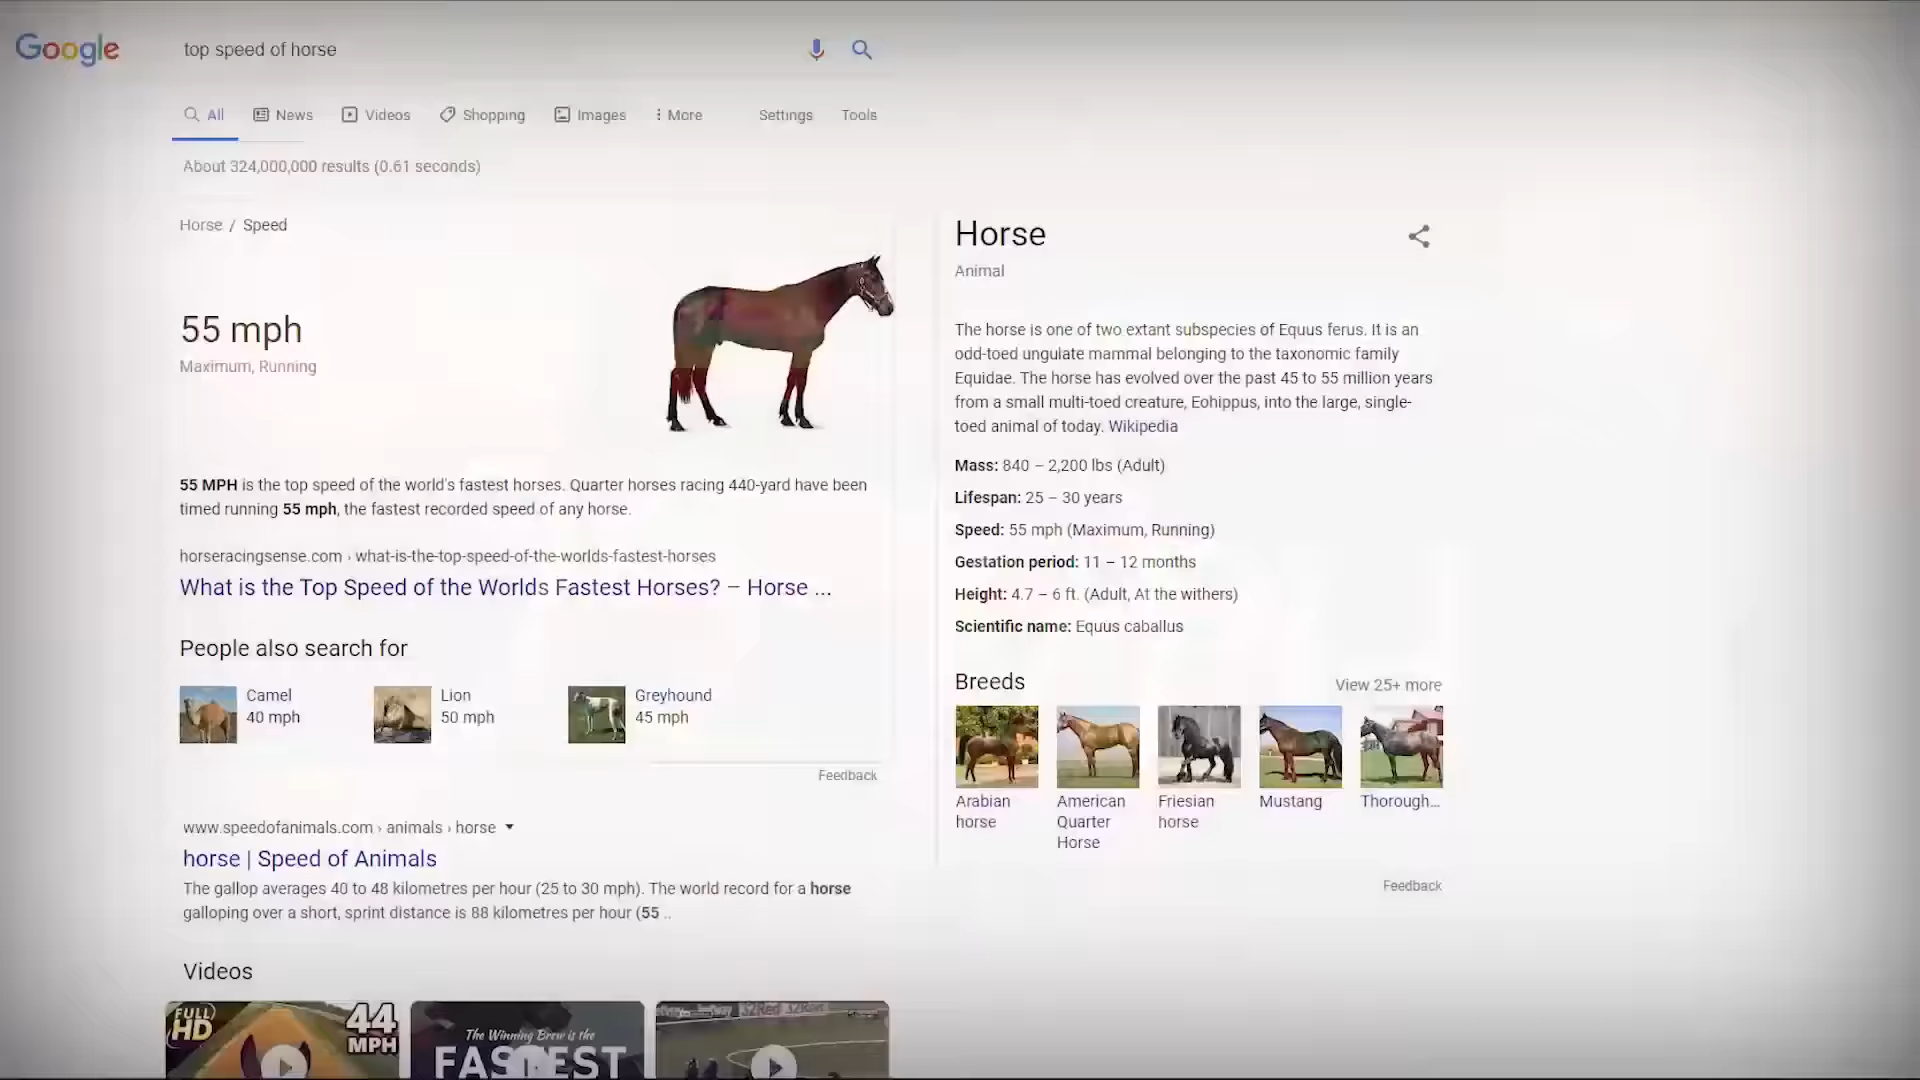 Google
top speed of horse
All News Videos Shopping Images More Settings Tools
About 324,000,000 results (0.61 seconds)
Horse / Speed
55 mph
Maximum, Running
55 MPH is the top speed of the world's fastest horses. Quarter horses racing 440-yard have been
timed running 55 mph, the fastest recorded speed of any horse.
horseracingsense.com › what-is-the-top-speed-of-the-worlds-fastest-horses
What is the Top Speed of the Worlds Fastest Horses? – Horse ...
People also search for
Camel
40 mph
Lion
50 mph
Greyhound
45 mph
Feedback
www.speedofanimals.com › animals › horse
horse | Speed of Animals
The gallop averages 40 to 48 kilometres per hour (25 to 30 mph). The world record for a horse
galloping over a short, sprint distance is 88 kilometres per hour (55 ..
Videos
FULL
HD
44
MPH
The Winning Brew is the
FASTEST
32Red 32Red
Horse
Animal
The horse is one of two extant subspecies of Equus ferus. It is an
odd-toed ungulate mammal belonging to the taxonomic family
Equidae. The horse has evolved over the past 45 to 55 million years
from a small multi-toed creature, Eohippus, into the large, single-
toed animal of today. Wikipedia
Mass: 840 – 2,200 lbs (Adult)
Lifespan: 25 – 30 years
Speed: 55 mph (Maximum, Running)
Gestation period: 11 – 12 months
Height: 4.7 – 6 ft. (Adult, At the withers)
Scientific name: Equus caballus
Breeds
View 25+ more
Arabian
horse
American
Quarter
Horse
Friesian
horse
Mustang
Thorough...
Feedback